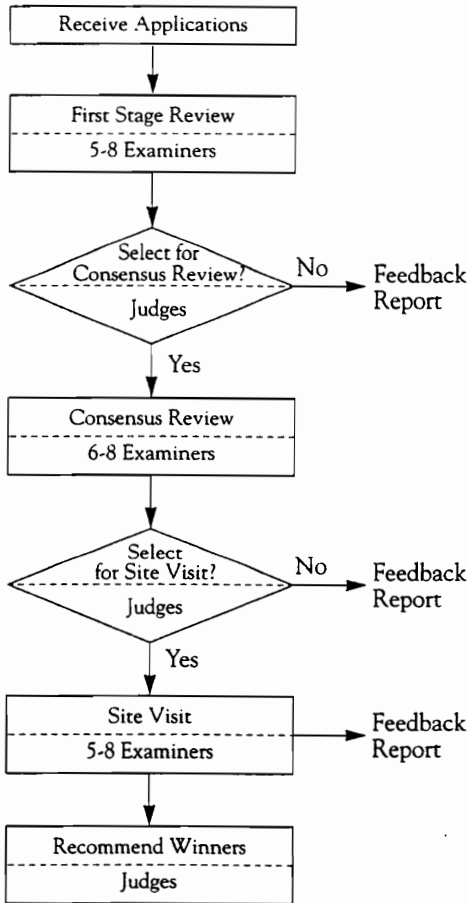 Receive Applications
First Stage Review
5-8 Examiners
Select for
Consensus Review?
Judges
No
Feedback
Report
Yes
Consensus Review
6-8 Examiners
Select
for Site Visit?
Judges
No
Feedback
Report
Yes
Site Visit
5-8 Examiners
Feedback
Report
Recommend Winners
Judges